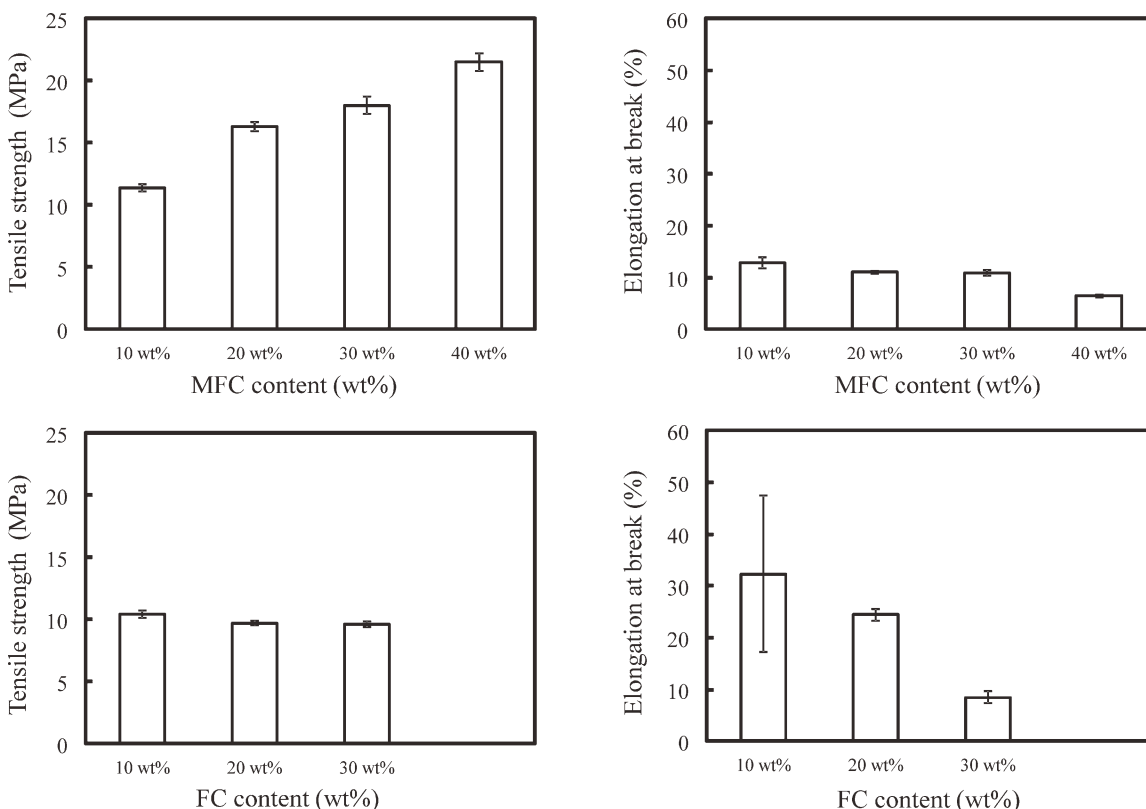 25
20
15
10
5
0
Tensile strength (MPa)
10 wt%
20 wt%
30 wt%
40 wt%
MFC content (wt%)
60
50
40
30
20
10
0
Elongation at break (%)
10 wt%
20 wt%
30 wt%
40 wt%
MFC content (wt%)
25
20
15
10
5
0
Tensile strength (MPa)
10 wt%
20 wt%
30 wt%
FC content (wt%)
60
50
40
30
20
10
0
Elongation at break (%)
10 wt%
20 wt%
30 wt%
FC content (wt%)